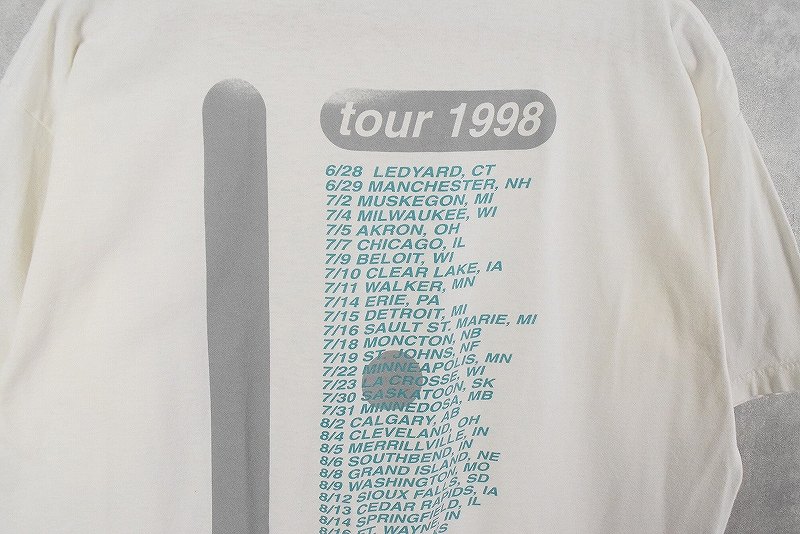 tour 1998
6/28 LEDYARD, CT
6/29 MANCHESTER, NH
7/2 MUSKEGON, MI
7/4 MILWAUKEE, WI
7/5 AKRON, OH
7/7 CHICAGO, IL
7/9 BELOIT, WI
7/10 CLEAR LAKE, IA
7/11 WALKER, MN
7/14 ERIE, PA
7/15 DETROIT, MI
7/16 SAULT ST. MARIE, MI
7/18 MONCTON, NB
7/19 ST. JOHNS, NF
7/22 MINNEAPOLIS, MN
7/23 LA CROSSE, WI
7/30 SASKATOON, SK
7/31 MINNEDOSA, MB
8/2 CALGARY, AB
8/4 CLEVELAND, OH
8/5 MERRILLVILLE, IN
8/6 SOUTHBEND, IN
8/8 GRAND ISLAND, NE
8/9 WASHINGTON, MO
8/12 SIOUX FALLS, SD
8/13 CEDAR RAPIDS, IA
8/14 SPRINGFIELD, IL
8/16 FT. WAYNE, IN